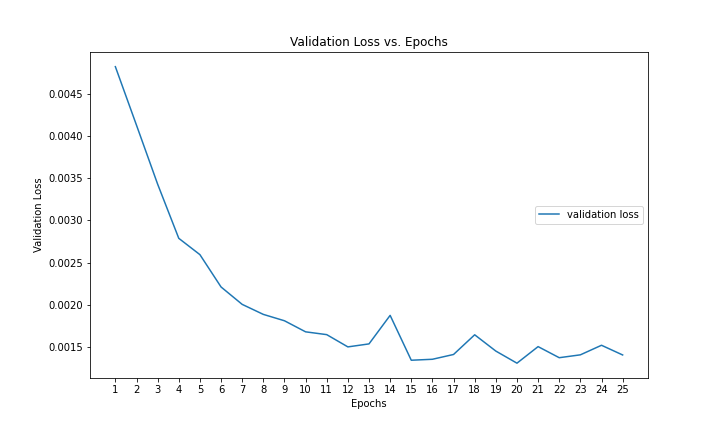 Validation Loss vs. Epochs
Validation Loss
0.0045
0.0040
0.0035
0.0030
0.0025
0.0020
0.0015
validation loss
1 2 3 4 5 6 7 8 9 10 11 12 13 14 15 16 17 18 19 20 21 22 23 24 25
Epochs